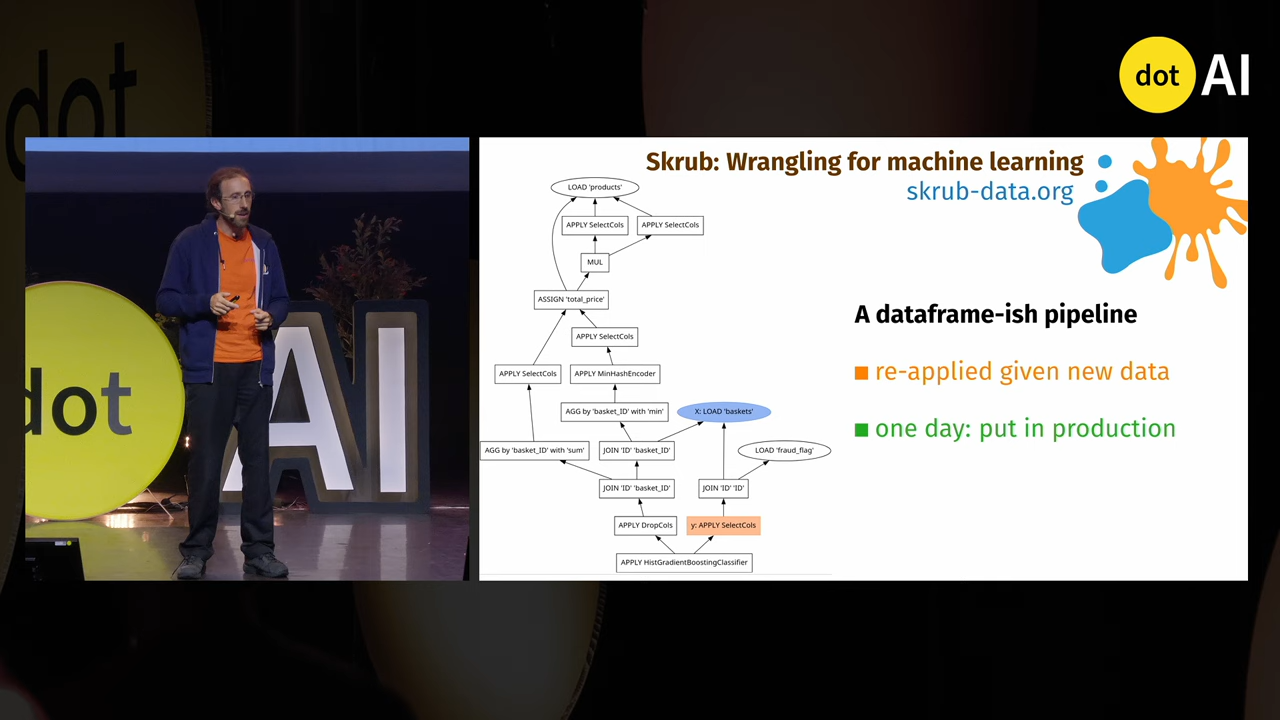 dot AI
dot
dot
AI
Skrub: Wrangling for machine learning
skrub-data.org
LOAD 'products'
APPLY SelectCols
APPLY SelectCols
MUL
ASSIGN 'total_price'
APPLY SelectCols
APPLY SelectCols
APPLY MinHashEncoder
AGG by 'basket_ID' with 'min'
X: LOAD 'baskets'
AGG by 'basket_ID' with 'sum'
JOIN 'ID' 'basket_ID'
LOAD 'fraud_flag'
JOIN 'ID' 'basket_ID'
JOIN 'ID' 'ID'
APPLY DropCols
y: APPLY SelectCols
APPLY HistGradientBoostingClassifier
A dataframe-ish pipeline
re-applied given new data
one day: put in production